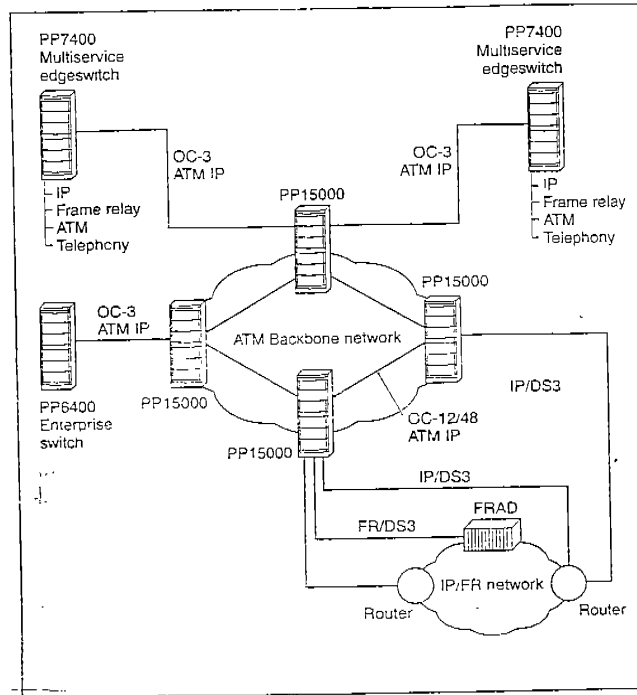 PP7400
Multiservice
edgeswitch
PP7400
Multiservice
edgeswitch
OC-3
ATM IP
OC-3
ATM IP
IP
Frame relay
ATM
Telephony
IP
Frame relay
ATM
Telephony
PP15000
PP15000
OC-3
ATM IP
ATM Backbone network
PP15000
IP/DS3
PP6400
Enterprise
switch
OC-12/48
ATM IP
PP15000
IP/DS3
FRAD
FR/DS3
IP/FR network
Router
Router